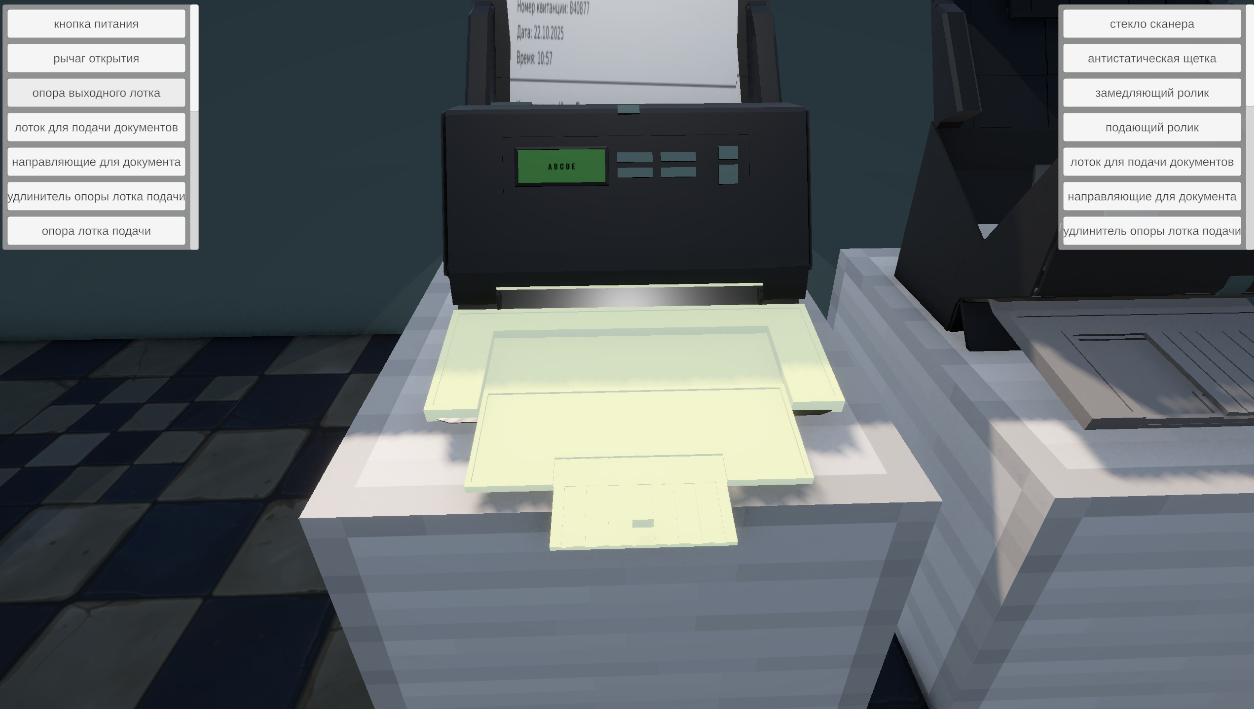 кнопка питания
рычаг открытия
опора выходного лотка
лоток для подачи документов
направляющие для документа
удлинитель опоры лотка подачи
опора лотка подачи
Номер квитанции: 840877
Дата: 22.10.2025
Время: 10:57
ABCDE
стекло сканера
антистатическая щетка
замедляющий ролик
подающий ролик
лоток для подачи документов
направляющие для документа
удлинитель опоры лотка подачи